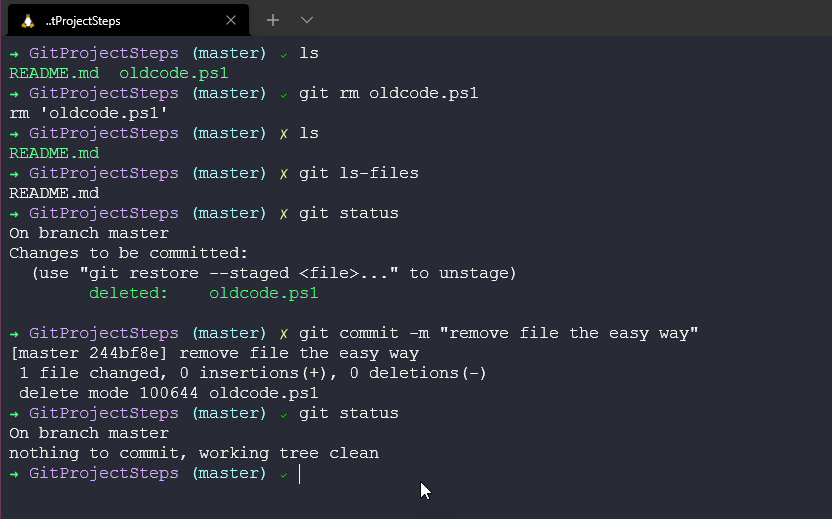 ..tProjectSteps
➜ GitProjectSteps (master) ✓ ls
README.md  oldcode.ps1
➜ GitProjectSteps (master) ✓ git rm oldcode.ps1
rm 'oldcode.ps1'
➜ GitProjectSteps (master) ✗ ls
README.md
➜ GitProjectSteps (master) ✗ git ls-files
README.md
➜ GitProjectSteps (master) ✗ git status
On branch master
Changes to be committed:
  (use "git restore --staged <file>..." to unstage)
        deleted:    oldcode.ps1
➜ GitProjectSteps (master) ✗ git commit -m "remove file the easy way"
[master 244bf8e] remove file the easy way
 1 file changed, 0 insertions(+), 0 deletions(-)
 delete mode 100644 oldcode.ps1
➜ GitProjectSteps (master) ✓ git status
On branch master
nothing to commit, working tree clean
➜ GitProjectSteps (master) ✓